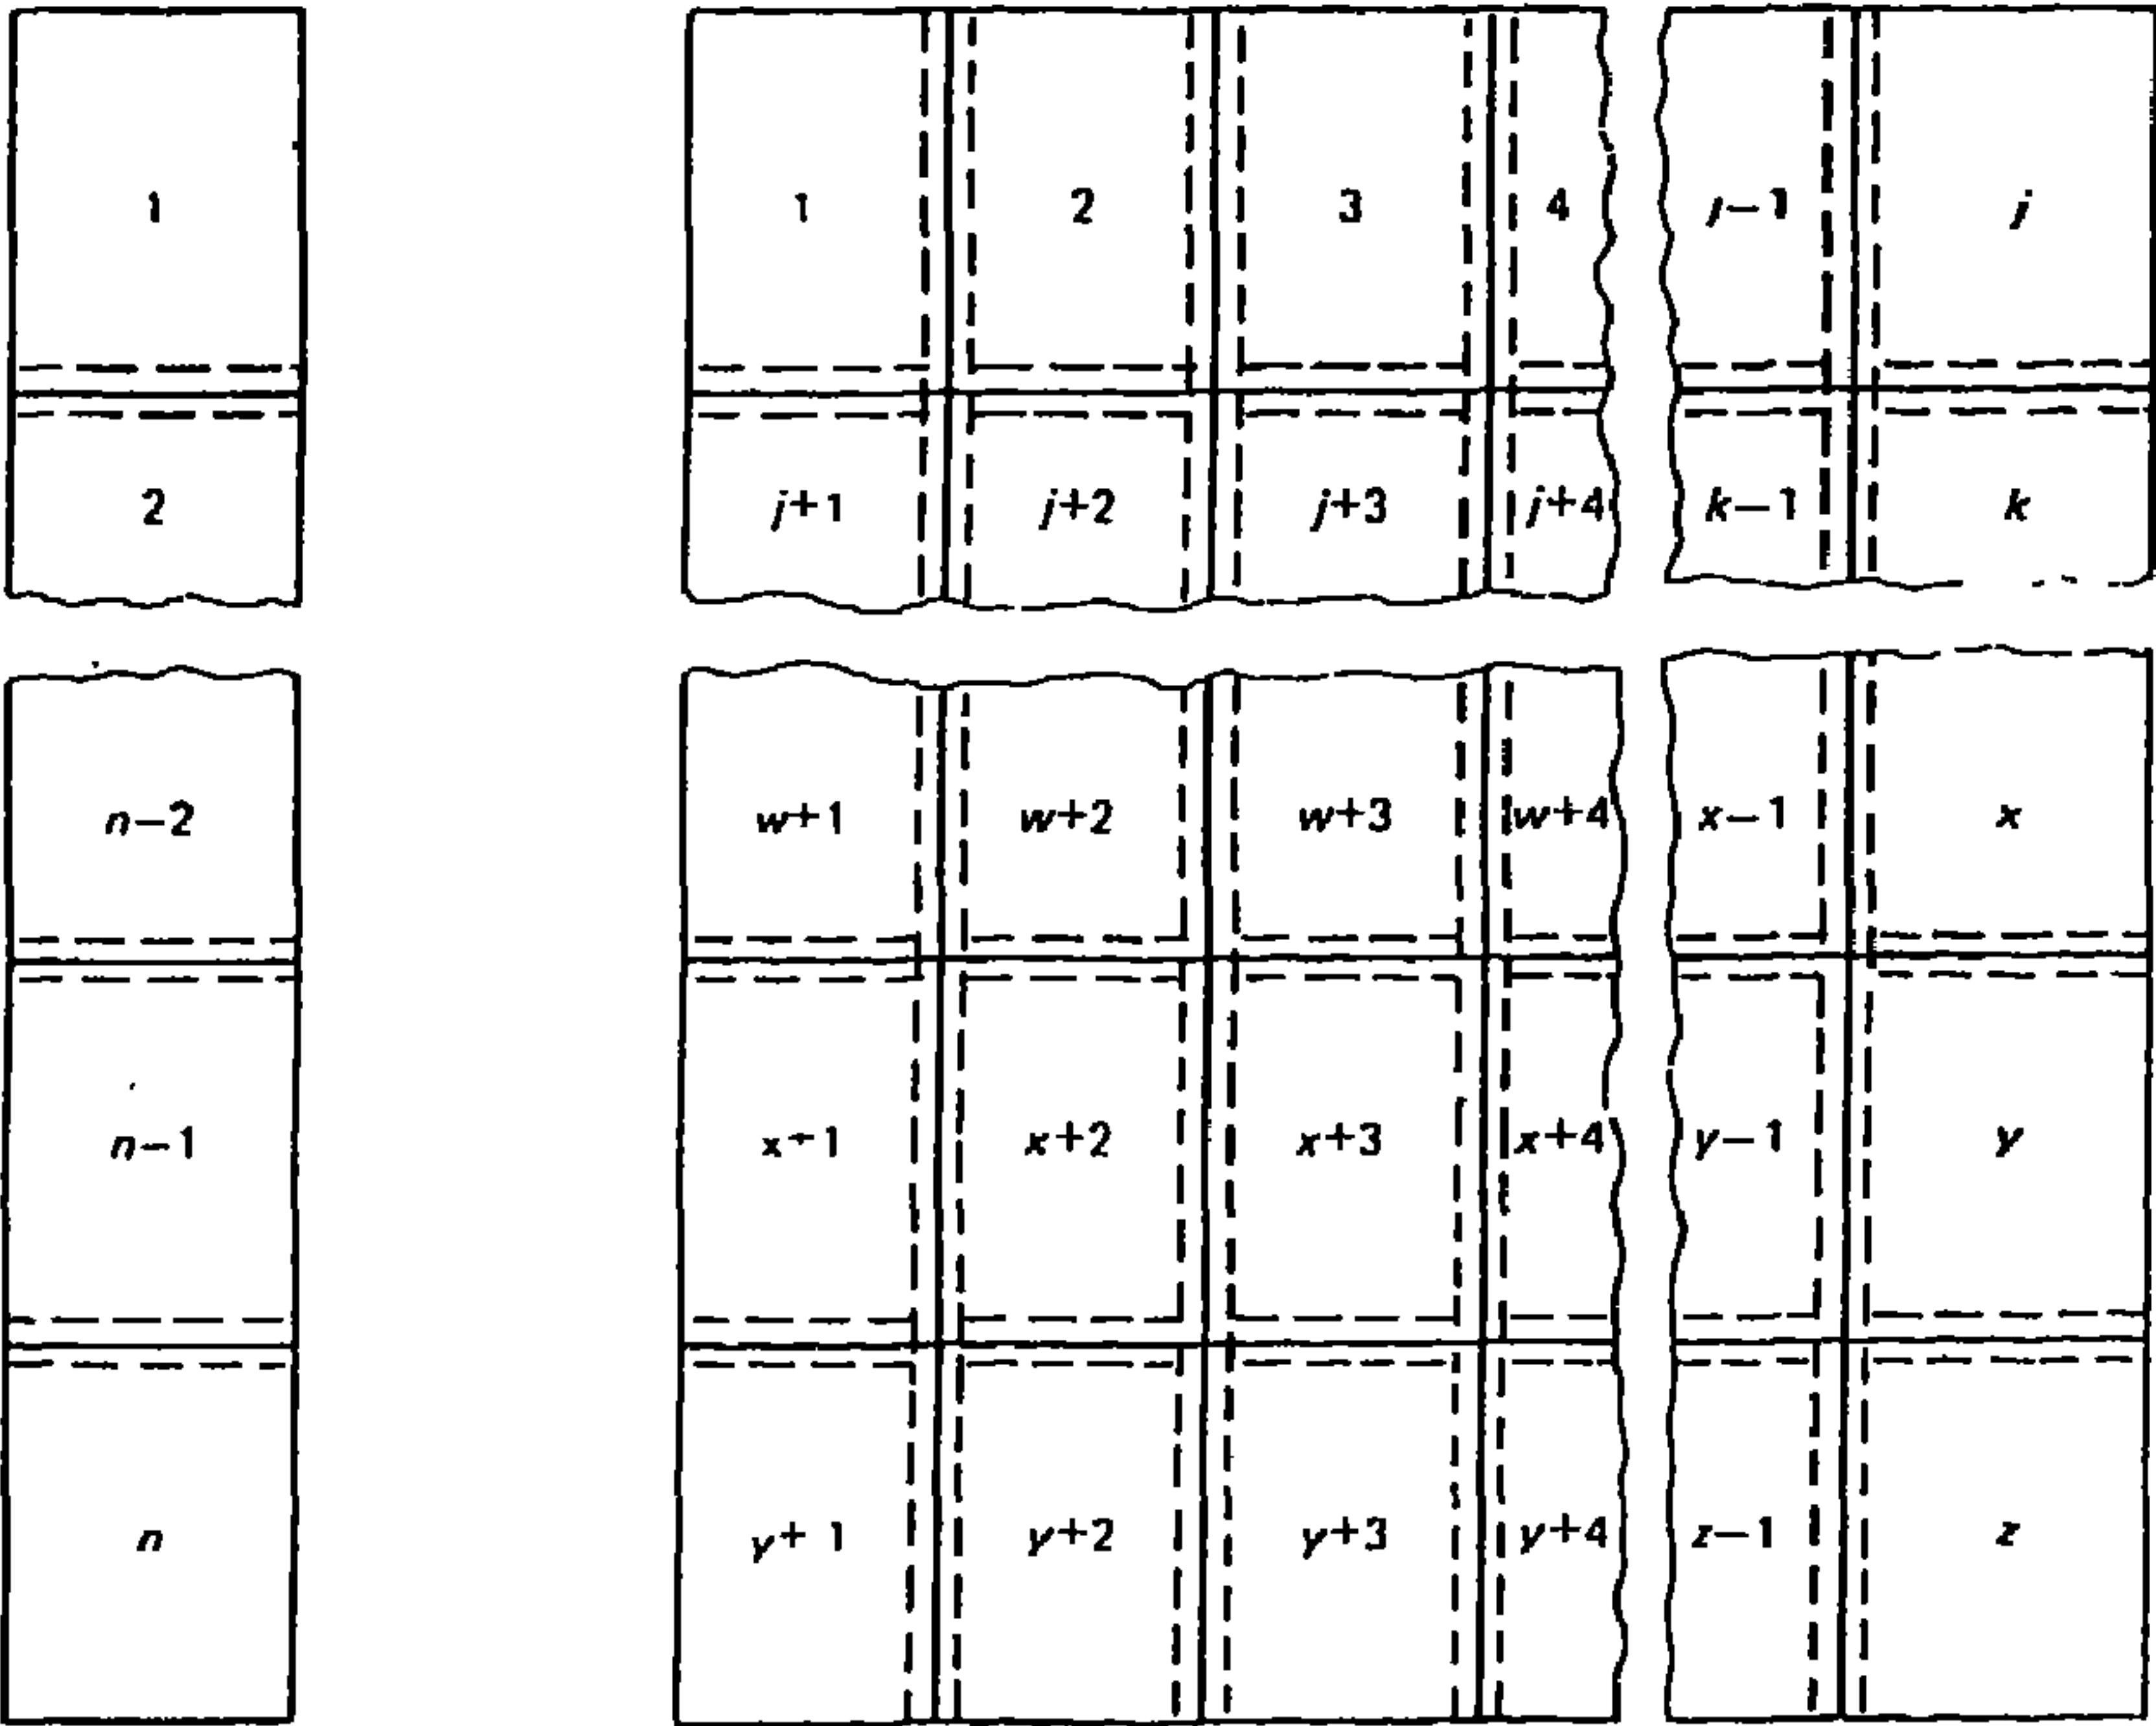 1 1 2 3 4 j−1 j
2 j+1 j+2 j+3 j+4 k−1 k
n−2 w+1 w+2 w+3 w+4 x−1 x
n−1 x+1 x+2 x+3 x+4 y−1 y
n y+1 y+2 y+3 y+4 z−1 z